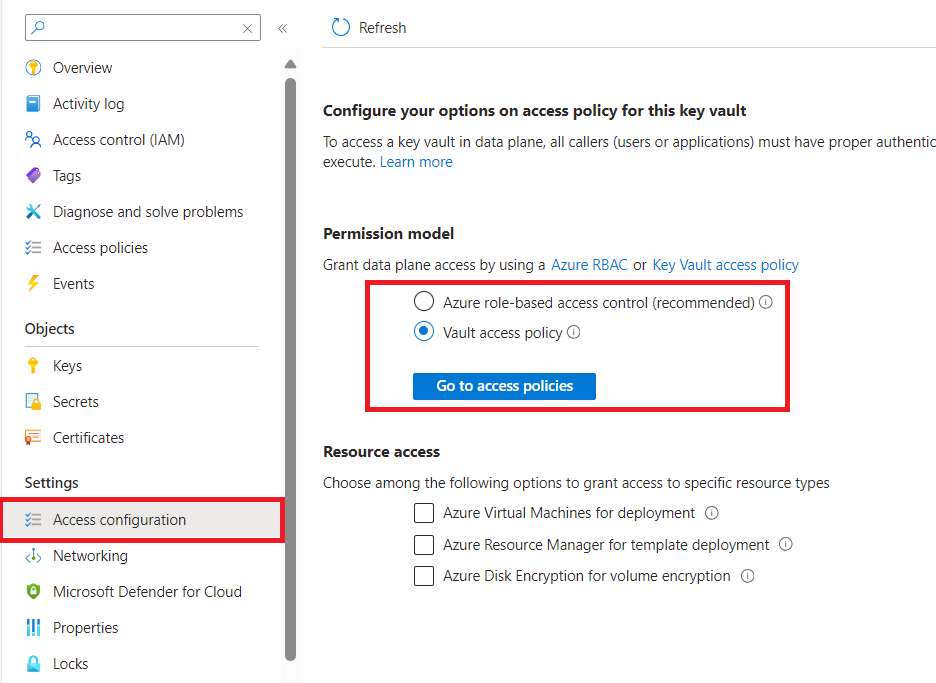 Refresh
Overview
Activity log
Access control (IAM)
Tags
Diagnose and solve problems
Access policies
Events
Objects
Keys
Secrets
Certificates
Settings
Access configuration
Networking
Microsoft Defender for Cloud
Properties
Locks
Configure your options on access policy for this key vault
To access a key vault in data plane, all callers (users or applications) must have proper authentic
execute. Learn more
Permission model
Grant data plane access by using a Azure RBAC or Key Vault access policy
Azure role-based access control (recommended)
Vault access policy
Go to access policies
Resource access
Choose among the following options to grant access to specific resource types
Azure Virtual Machines for deployment
Azure Resource Manager for template deployment
Azure Disk Encryption for volume encryption